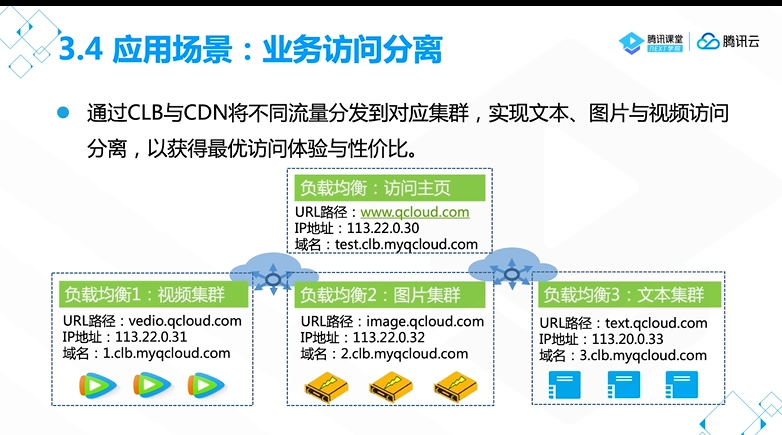 3.4 应用场景：业务访问分离
腾讯课堂
NEXT学院
腾讯云
通过CLB与CDN将不同流量分发到对应集群，实现文本、图片与视频访问
分离，以获得最优访问体验与性价比。
负载均衡：访问主页
URL路径：www.qcloud.com
IP地址：113.22.0.30
域名：test.clb.myqcloud.com
负载均衡1：视频集群
URL路径：vedio.qcloud.com
IP地址：113.22.0.31
域名：1.clb.myqcloud.com
负载均衡2：图片集群
URL路径：image.qcloud.com
IP地址：113.22.0.32
域名：2.clb.myqcloud.com
负载均衡3：文本集群
URL路径：text.qcloud.com
IP地址：113.20.0.33
域名：3.clb.myqcloud.com